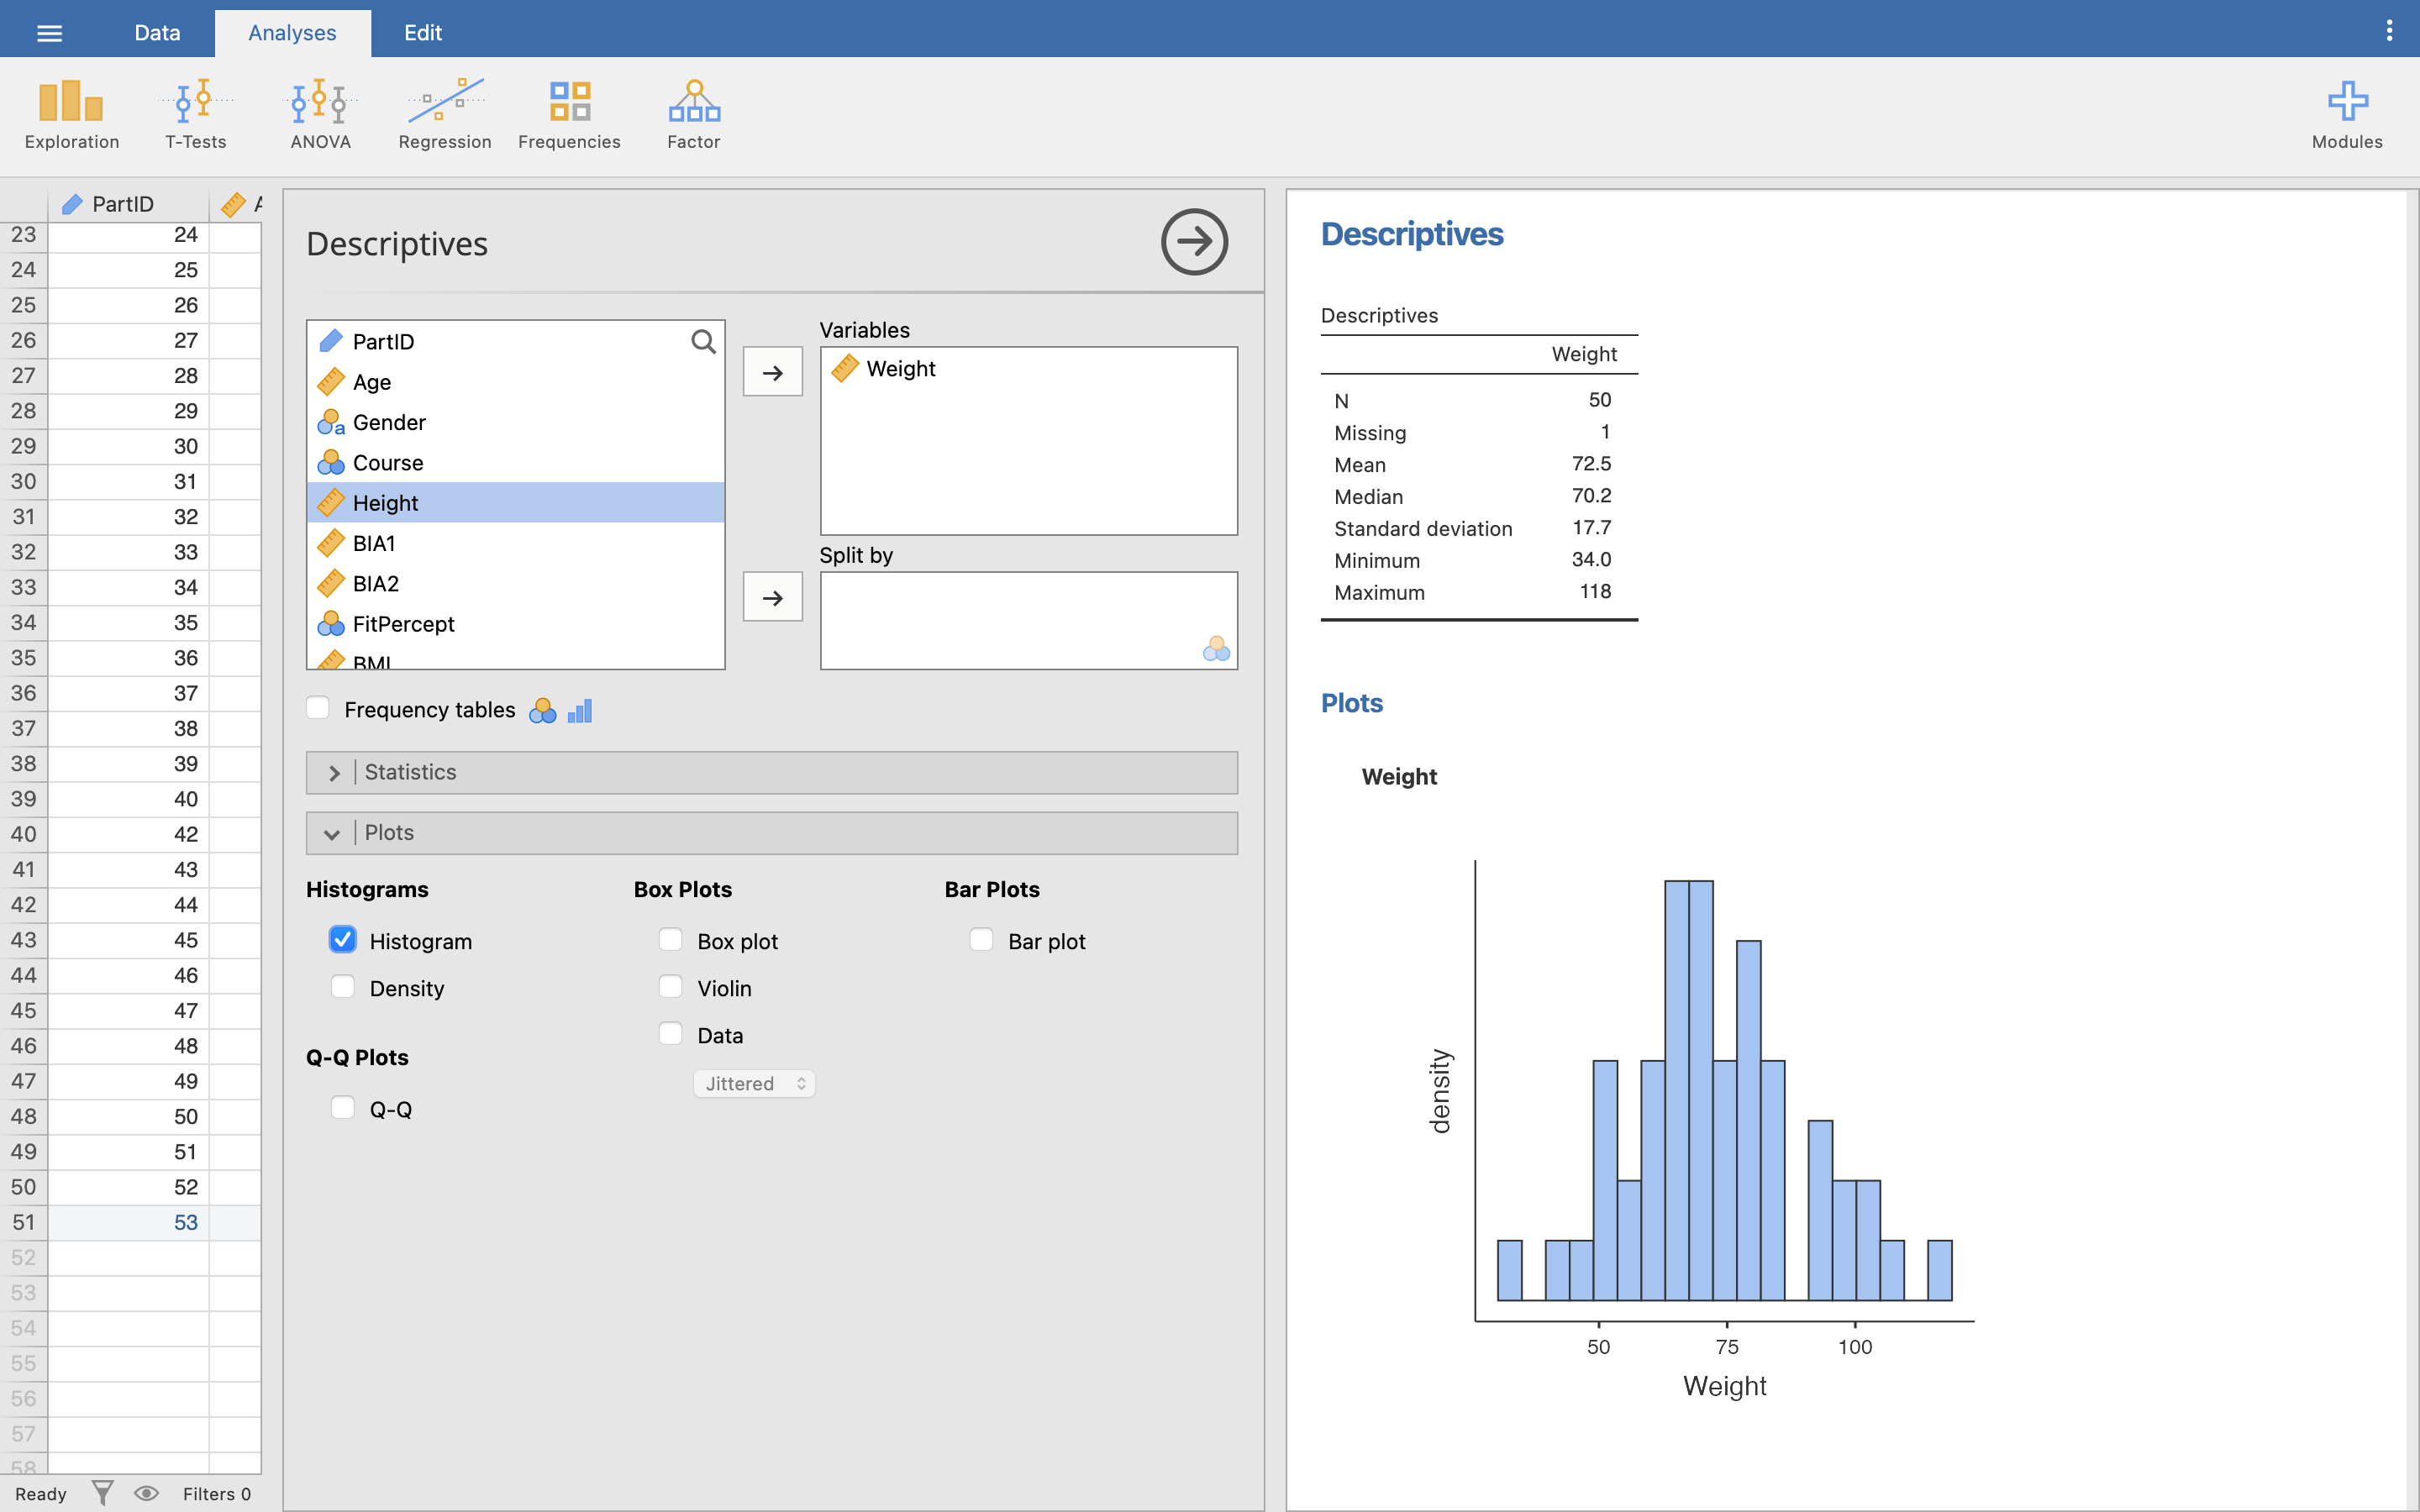 Data
Analyses
Edit
Exploration
T-Tests
ANOVA
Regression
Frequencies
Factor
Modules
PartID
23 24
24 25
25 26
26 27
27 28
28 29
29 30
30 31
31 32
32 33
33 34
34 35
35 36
36 37
37 38
38 39
39 40
40 42
41 43
42 44
43 45
44 46
45 47
46 48
47 49
48 50
49 51
50 52
51 53
52
53
54
55
56
57
58
Ready
Filters 0
Descriptives
PartID
Age
a Gender
Course
Height
BIA1
BIA2
FitPercept
BMI
Variables
Weight
Split by
Frequency tables
Statistics
Plots
Histograms
Histogram
Density
Q-Q Plots
Q-Q
Box Plots
Box plot
Violin
Data
Jittered
Bar Plots
Bar plot
Descriptives
Descriptives
Weight
N 50
Missing 1
Mean 72.5
Median 70.2
Standard deviation 17.7
Minimum 34.0
Maximum 118
Plots
Weight
density
50 75 100
Weight